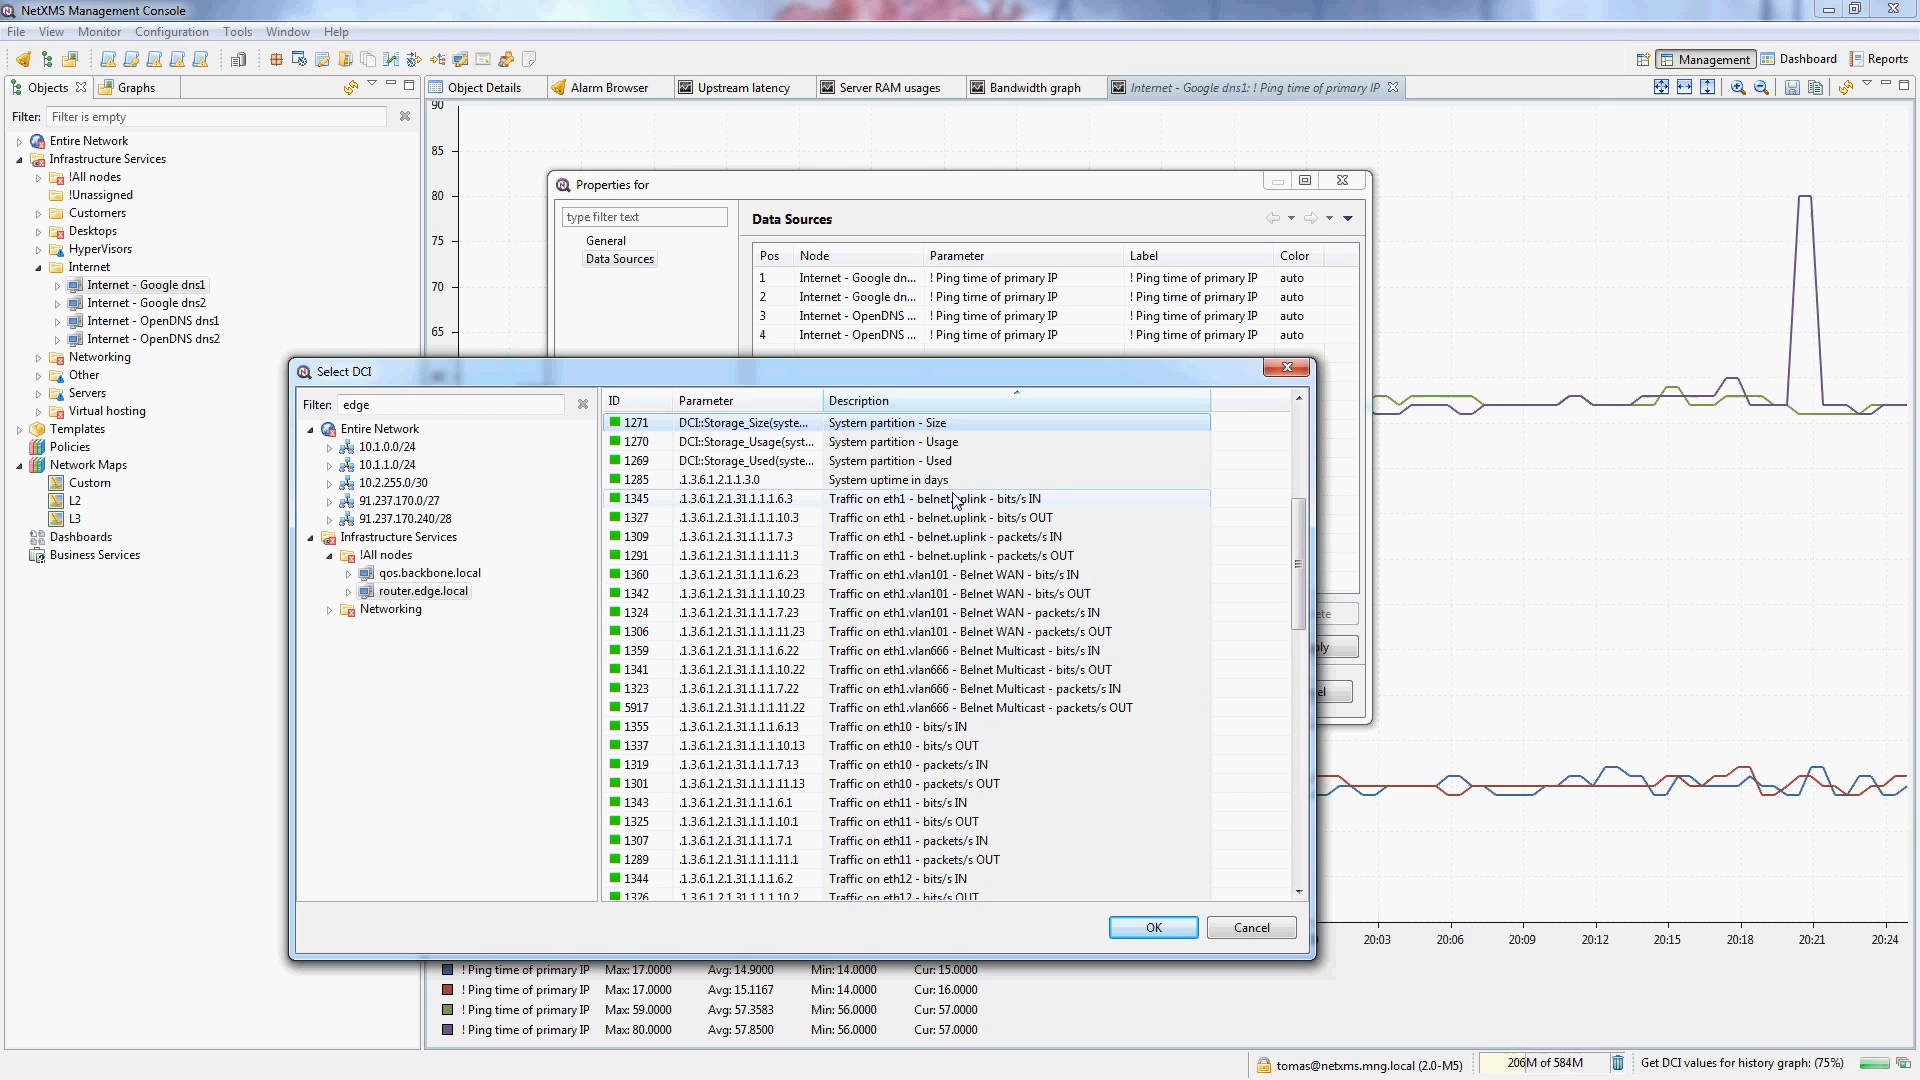 NetXMS Management Console
File View Monitor Configuration Tools Window Help
Management Dashboard Reports
Objects Graphs
Object Details Alarm Browser Upstream latency Server RAM usages Bandwidth graph Internet - Google dns1: ! Ping time of primary IP
Filter: Filter is empty
Entire Network
Infrastructure Services
!All nodes
!Unassigned
Customers
Desktops
HyperVisors
Internet
Internet - Google dns1
Internet - Google dns2
Internet - OpenDNS dns1
Internet - OpenDNS dns2
Networking
Other
Servers
Virtual hosting
Templates
Policies
Network Maps
Custom
L2
L3
Dashboards
Business Services
90
85
80
75
70
65
Properties for
type filter text
General
Data Sources
Data Sources
Pos Node Parameter Label Color
1 Internet - Google dn... ! Ping time of primary IP ! Ping time of primary IP auto
2 Internet - Google dn... ! Ping time of primary IP ! Ping time of primary IP auto
3 Internet - OpenDNS ... ! Ping time of primary IP ! Ping time of primary IP auto
4 Internet - OpenDNS ... ! Ping time of primary IP ! Ping time of primary IP auto
Select DCI
Filter: edge
Entire Network
10.1.0.0/24
10.1.1.0/24
10.2.255.0/30
91.237.170.0/27
91.237.170.240/28
Infrastructure Services
!All nodes
qos.backbone.local
router.edge.local
Networking
ID Parameter Description
1271 DCI::Storage_Size(syste... System partition - Size
1270 DCI::Storage_Usage(syst... System partition - Usage
1269 DCI::Storage_Used(syste... System partition - Used
1285 .1.3.6.1.2.1.1.3.0 System uptime in days
1345 .1.3.6.1.2.1.31.1.1.1.6.3 Traffic on eth1 - belnet.uplink - bits/s IN
1327 .1.3.6.1.2.1.31.1.1.1.10.3 Traffic on eth1 - belnet.uplink - bits/s OUT
1309 .1.3.6.1.2.1.31.1.1.1.7.3 Traffic on eth1 - belnet.uplink - packets/s IN
1291 .1.3.6.1.2.1.31.1.1.1.11.3 Traffic on eth1 - belnet.uplink - packets/s OUT
1360 .1.3.6.1.2.1.31.1.1.1.6.23 Traffic on eth1.vlan101 - Belnet WAN - bits/s IN
1342 .1.3.6.1.2.1.31.1.1.1.10.23 Traffic on eth1.vlan101 - Belnet WAN - bits/s OUT
1324 .1.3.6.1.2.1.31.1.1.1.7.23 Traffic on eth1.vlan101 - Belnet WAN - packets/s IN
1306 .1.3.6.1.2.1.31.1.1.1.11.23 Traffic on eth1.vlan101 - Belnet WAN - packets/s OUT
1359 .1.3.6.1.2.1.31.1.1.1.6.22 Traffic on eth1.vlan666 - Belnet Multicast - bits/s IN
1341 .1.3.6.1.2.1.31.1.1.1.10.22 Traffic on eth1.vlan666 - Belnet Multicast - bits/s OUT
1323 .1.3.6.1.2.1.31.1.1.1.7.22 Traffic on eth1.vlan666 - Belnet Multicast - packets/s IN
5917 .1.3.6.1.2.1.31.1.1.1.11.22 Traffic on eth1.vlan666 - Belnet Multicast - packets/s OUT
1355 .1.3.6.1.2.1.31.1.1.1.6.13 Traffic on eth10 - bits/s IN
1337 .1.3.6.1.2.1.31.1.1.1.10.13 Traffic on eth10 - bits/s OUT
1319 .1.3.6.1.2.1.31.1.1.1.7.13 Traffic on eth10 - packets/s IN
1301 .1.3.6.1.2.1.31.1.1.1.11.13 Traffic on eth10 - packets/s OUT
1343 .1.3.6.1.2.1.31.1.1.1.6.1 Traffic on eth11 - bits/s IN
1325 .1.3.6.1.2.1.31.1.1.1.10.1 Traffic on eth11 - bits/s OUT
1307 .1.3.6.1.2.1.31.1.1.1.7.1 Traffic on eth11 - packets/s IN
1289 .1.3.6.1.2.1.31.1.1.1.11.1 Traffic on eth11 - packets/s OUT
1344 .1.3.6.1.2.1.31.1.1.1.6.2 Traffic on eth12 - bits/s IN
1326 .1.3.6.1.2.1.31.1.1.1.10.2 Traffic on eth12 - bits/s OUT
OK Cancel
20:03 20:06 20:09 20:12 20:15 20:18 20:21 20:24
! Ping time of primary IP Max: 17.0000 Avg: 14.9000 Min: 14.0000 Cur: 15.0000
! Ping time of primary IP Max: 17.0000 Avg: 15.1167 Min: 14.0000 Cur: 16.0000
! Ping time of primary IP Max: 59.0000 Avg: 57.3583 Min: 56.0000 Cur: 57.0000
! Ping time of primary IP Max: 80.0000 Avg: 57.8500 Min: 56.0000 Cur: 57.0000
tomas@netxms.mng.local (2.0-M5) 206M of 584M Get DCI values for history graph: (75%)